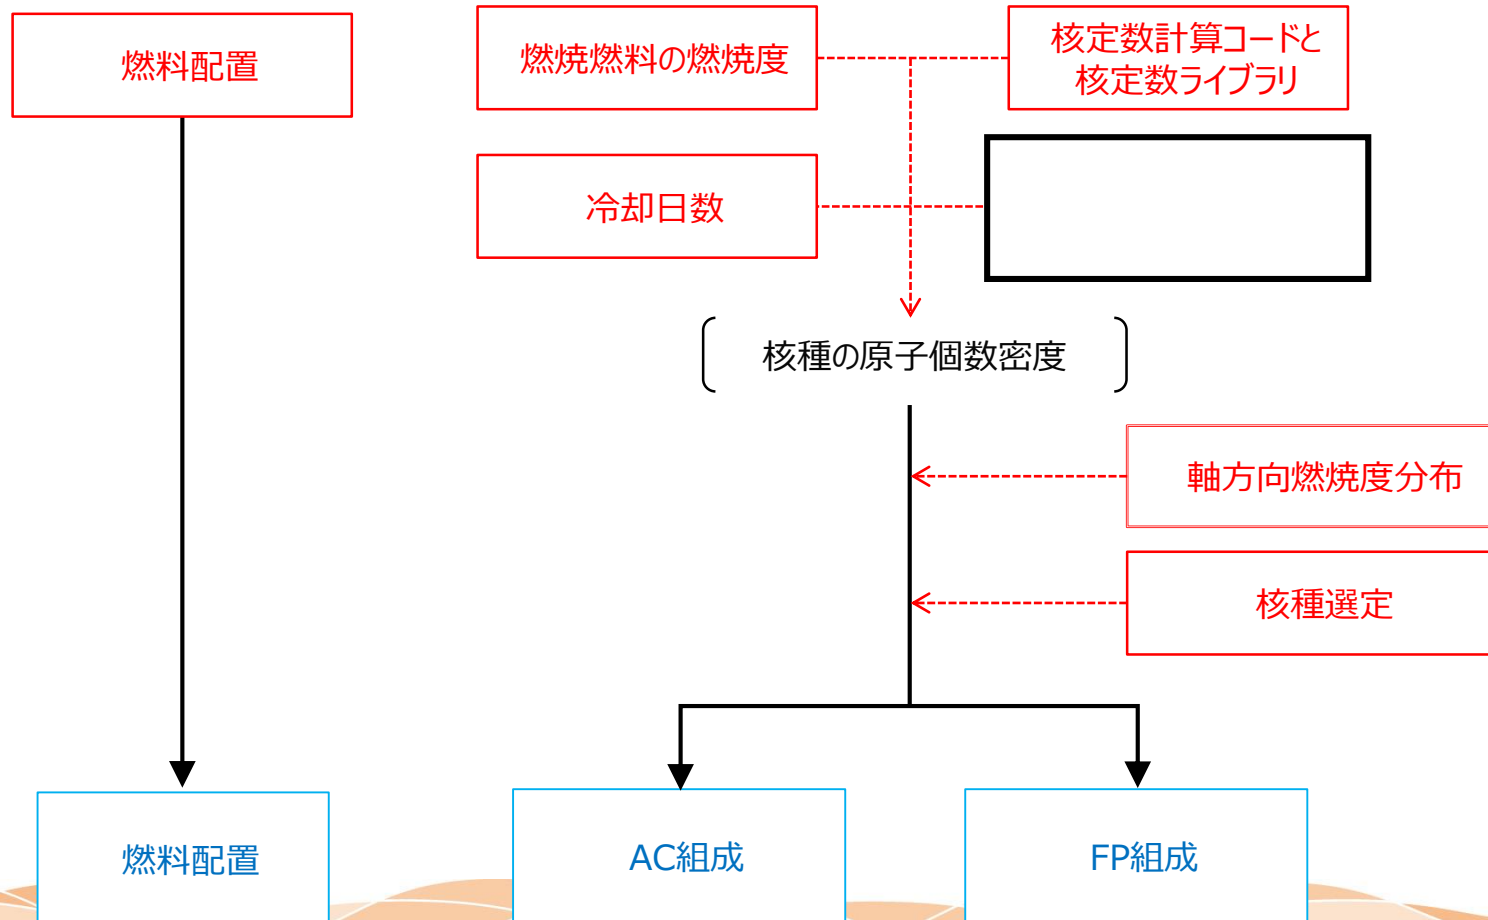 燃料配置
燃焼燃料の燃焼度
核定数計算コードと
核定数ライブラリ
冷却日数
核種の原子個数密度
軸方向燃焼度分布
核種選定
燃料配置
AC組成
FP組成